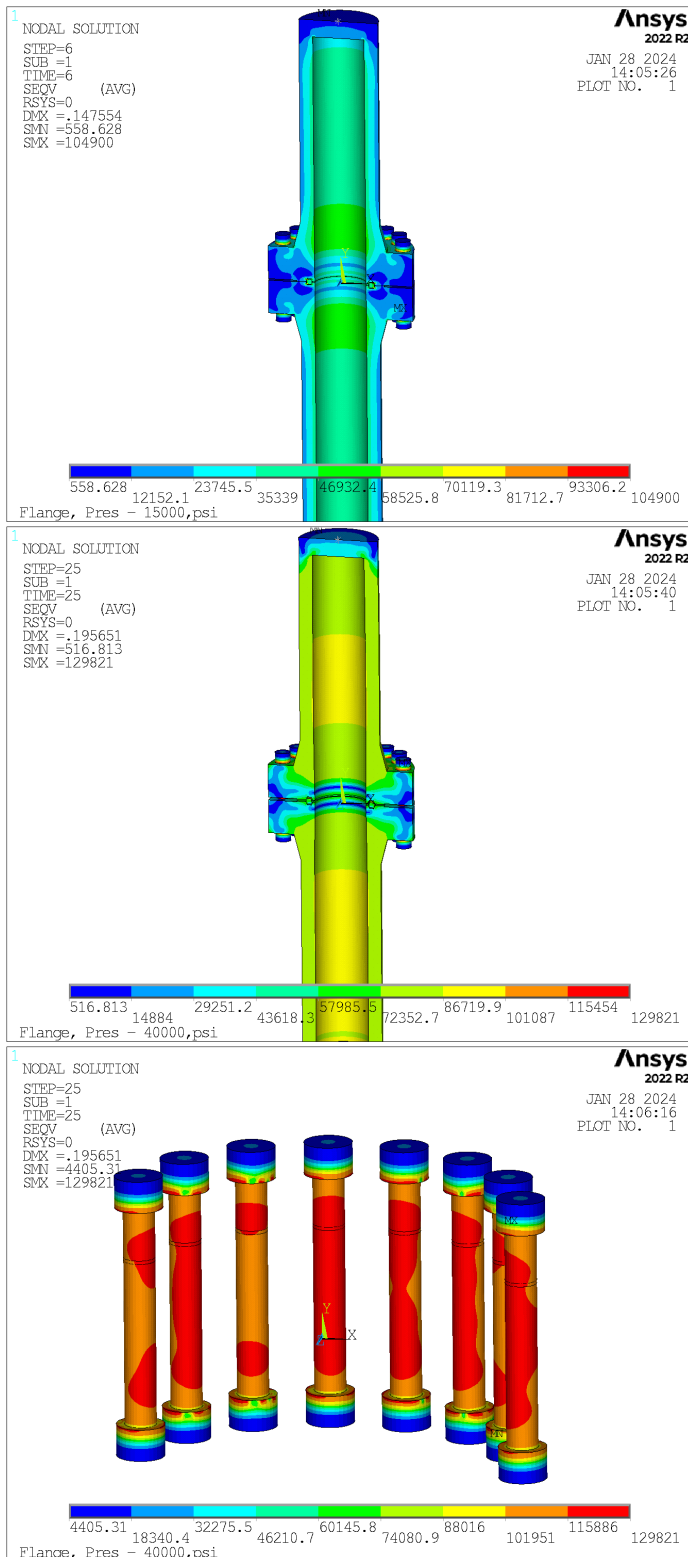 1
NODAL SOLUTION
STEP=6
SUB =1
TIME=6
SEQV (AVG)
RSYS=0
DMX =.147554
SMN =558.628
SMX =104900
Ansys
2022 R2
JAN 28 2024
14:05:26
PLOT NO. 1
Y
X
MX
558.628 23745.5 46932.4 70119.3 93306.2
12152.1 35339 58525.8 81712.7 104900
Flange, Pres - 15000,psi
1
NODAL SOLUTION
STEP=25
SUB =1
TIME=25
SEQV (AVG)
RSYS=0
DMX =.195651
SMN =516.813
SMX =129821
Ansys
2022 R2
JAN 28 2024
14:05:40
PLOT NO. 1
Y
X
516.813 29251.2 57985.5 86719.9 115454
14884 43618.3 72352.7 101087 129821
Flange, Pres - 40000,psi
1
NODAL SOLUTION
STEP=25
SUB =1
TIME=25
SEQV (AVG)
RSYS=0
DMX =.195651
SMN =4405.31
SMX =129821
Ansys
2022 R2
JAN 28 2024
14:06:16
PLOT NO. 1
MX
Y
Z X
MN
4405.31 32275.5 60145.8 88016 115886
18340.4 46210.7 74080.9 101951 129821
Flange, Pres - 40000,psi